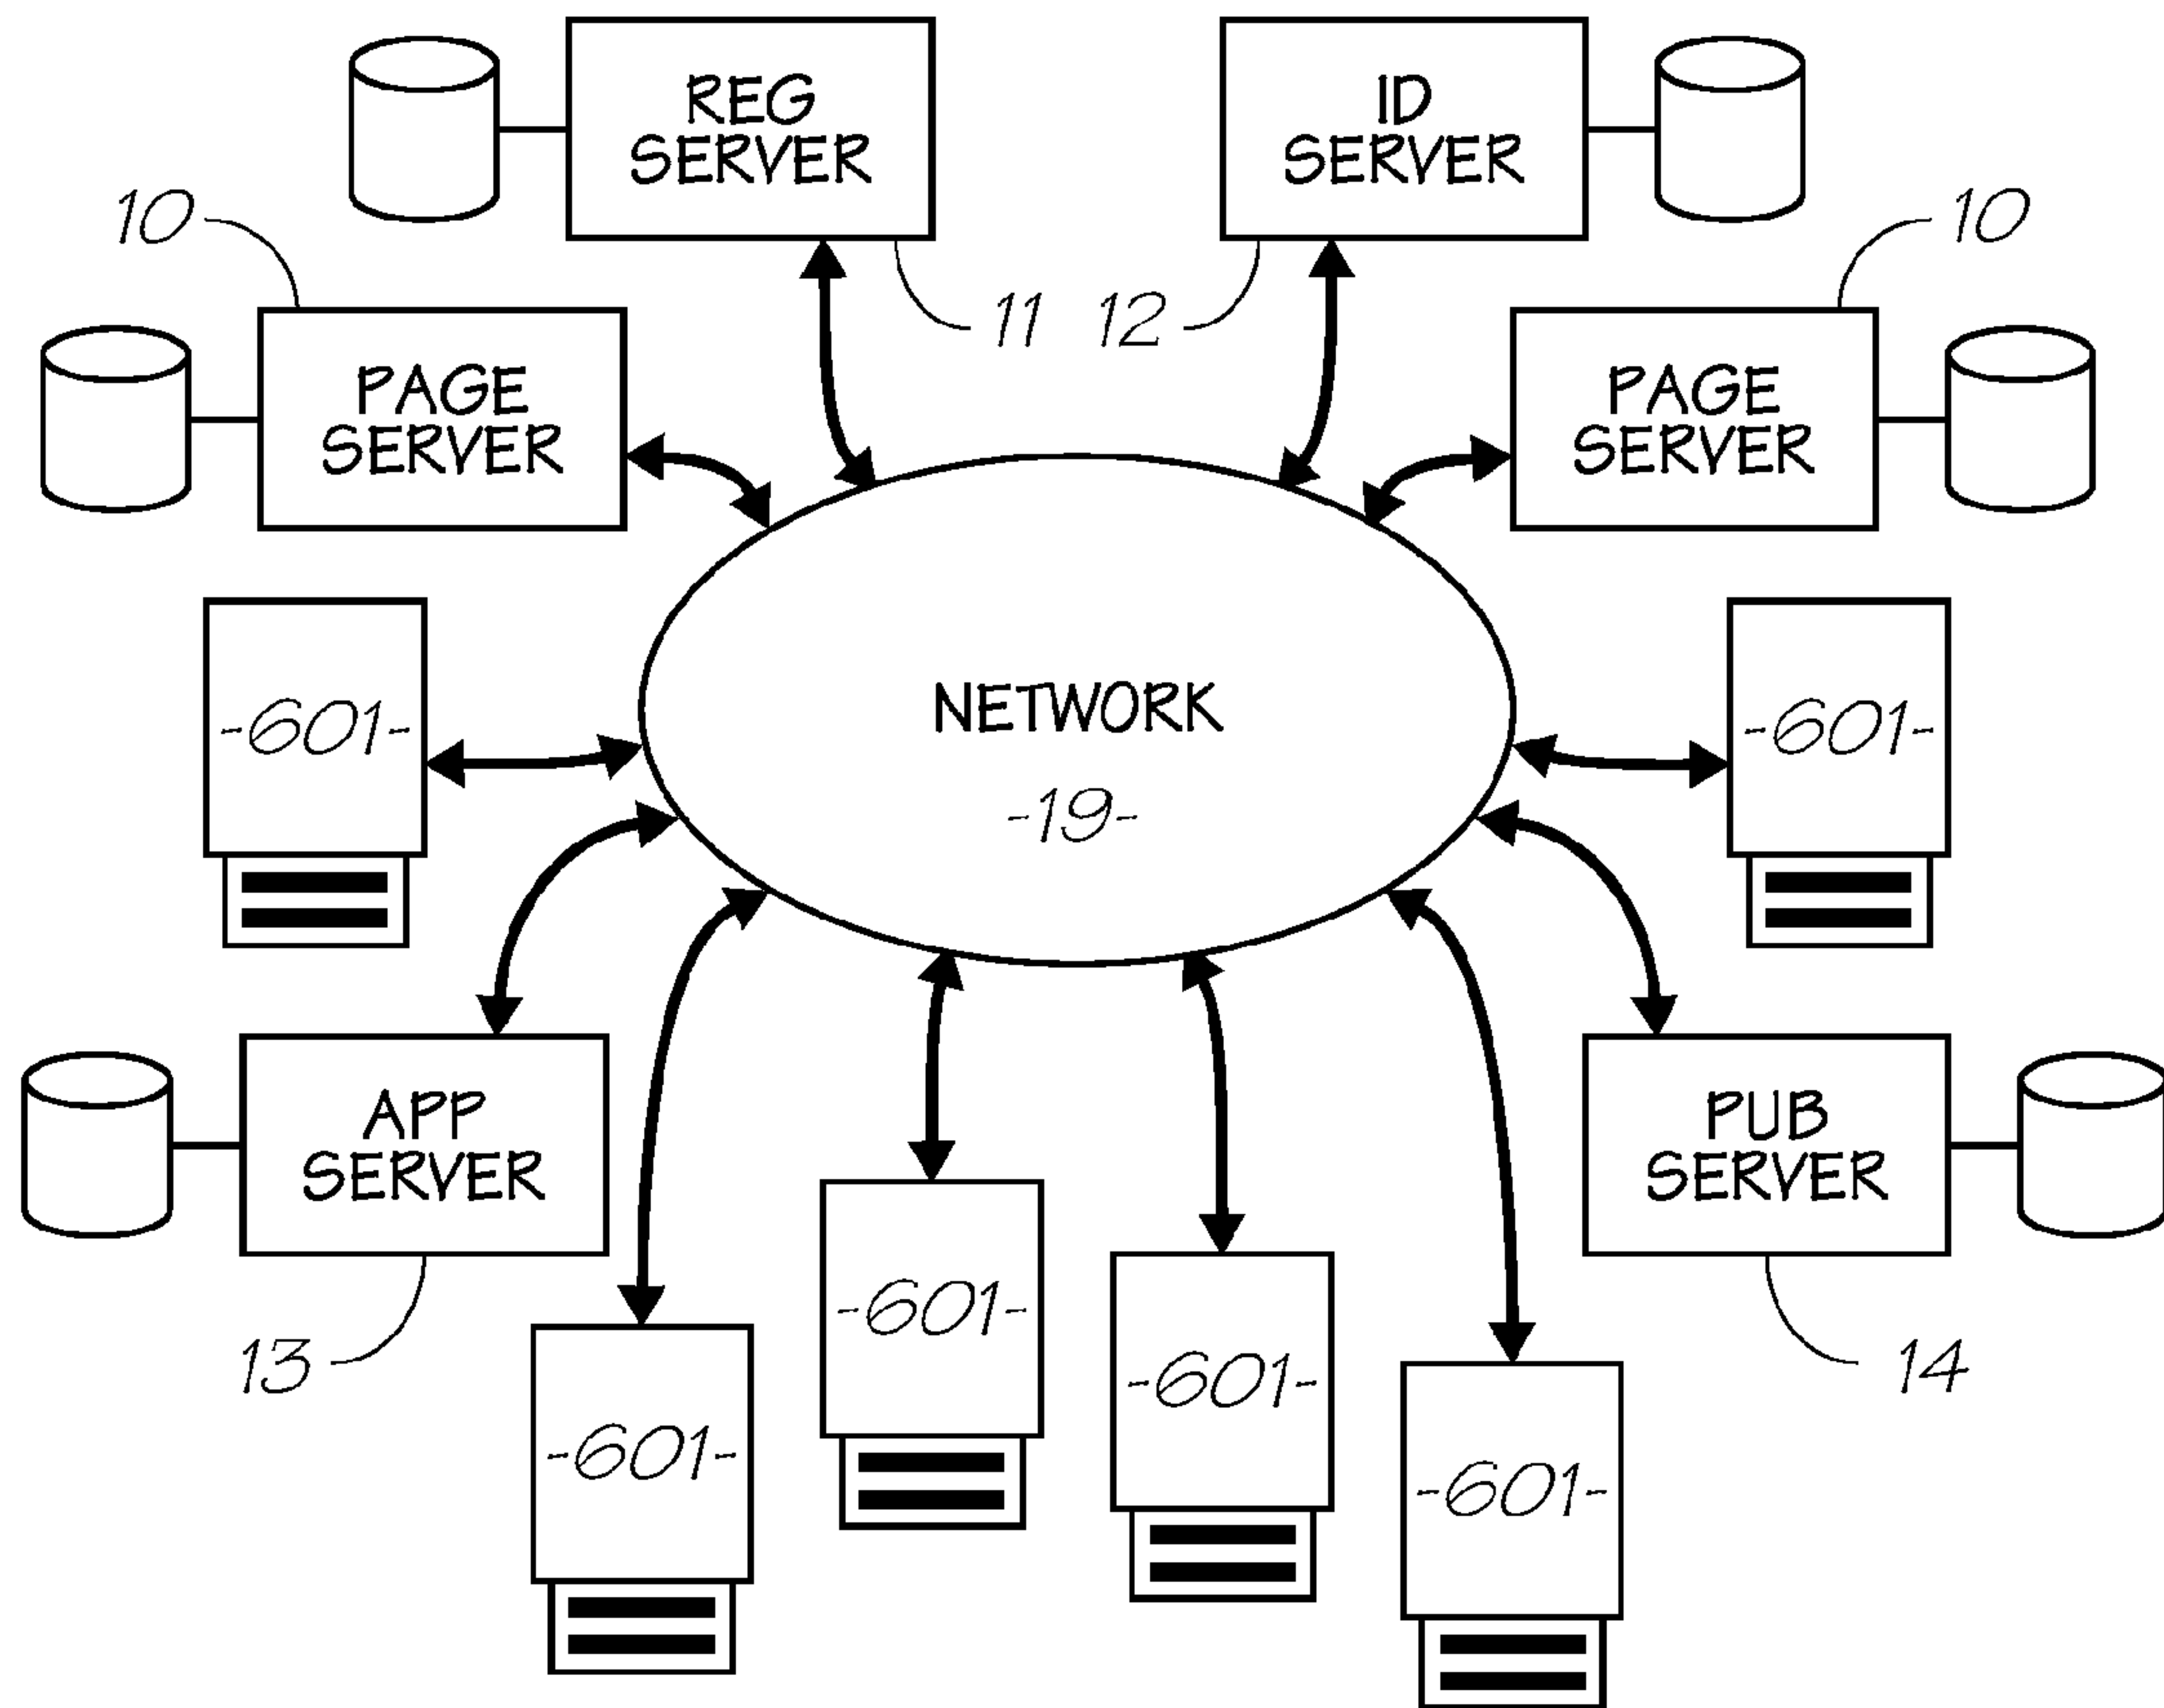 REG
SERVER
ID
SERVER
10
10
11
12
PAGE
SERVER
PAGE
SERVER
-601-
NETWORK
-19-
-601-
APP
SERVER
PUB
SERVER
-601-
-601-
13
14
-601-
-601-